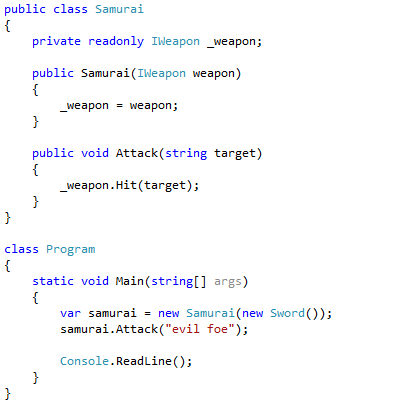 public class Samurai
{
    private readonly IWeapon _weapon;

    public Samurai(IWeapon weapon)
    {
        _weapon = weapon;
    }

    public void Attack(string target)
    {
        _weapon.Hit(target);
    }
}

class Program
{
    static void Main(string[] args)
    {
        var samurai = new Samurai(new Sword());
        samurai.Attack("evil foe");

        Console.ReadLine();
    }
}